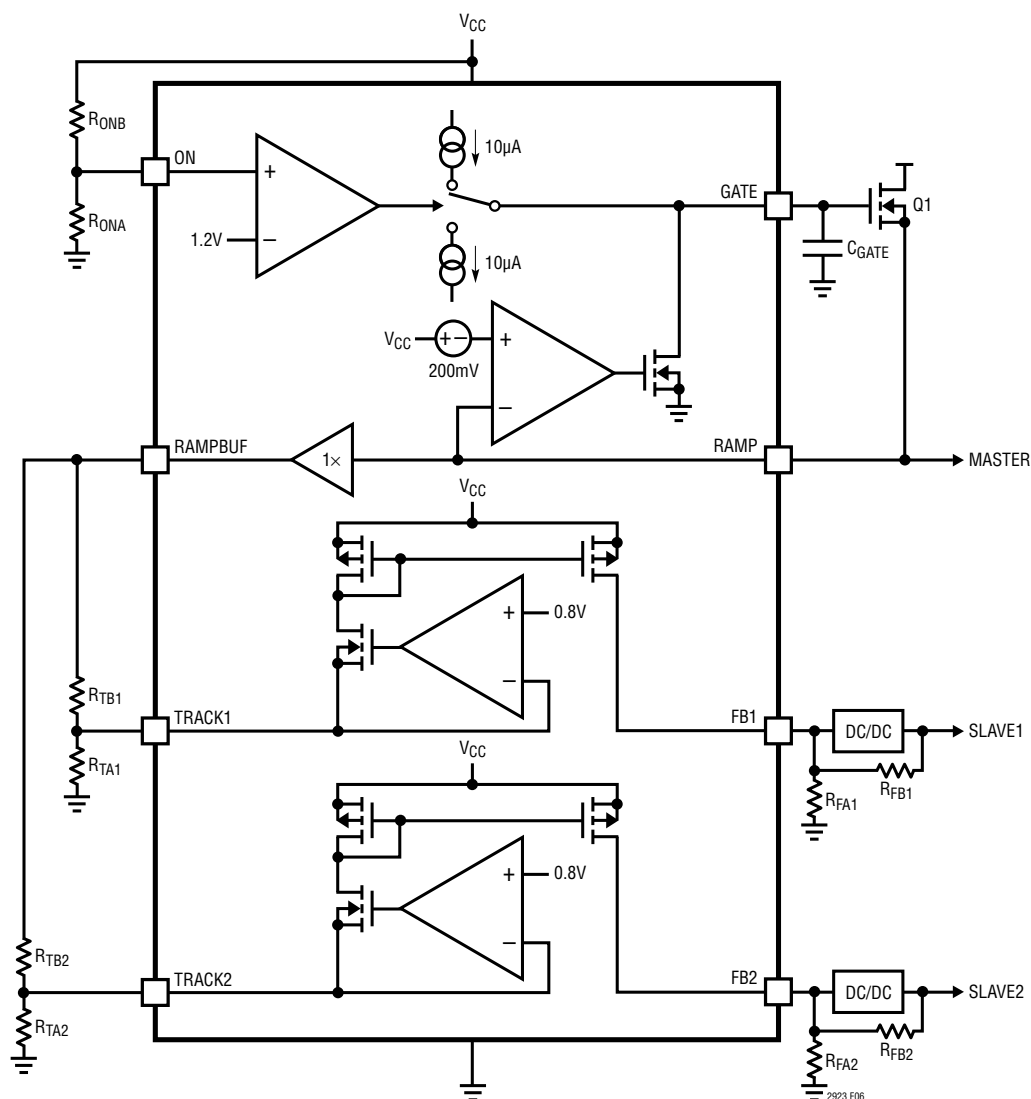 VCC
RONB
ON
10µA
GATE
Q1
RONA
+
1.2V
−
10µA
CGATE
VCC
+ −
+
200mV
−
RAMPBUF
1×
RAMP
MASTER
VCC
+
0.8V
RTB1
−
TRACK1
FB1
DC/DC
SLAVE1
RTA1
VCC
RFA1
RFB1
+
0.8V
RTB2
−
TRACK2
FB2
DC/DC
SLAVE2
RTA2
RFA2
RFB2
2923 F06